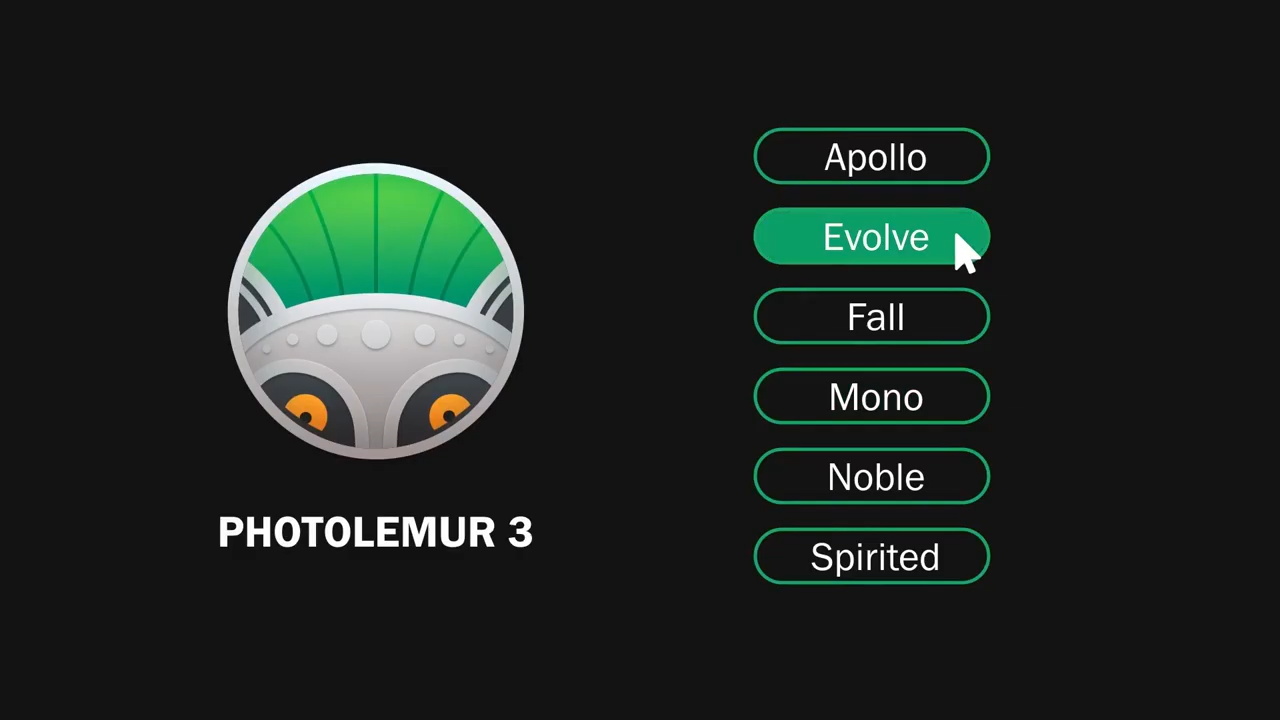 PHOTOLEMUR 3
Apollo
Evolve
Fall
Mono
Noble
Spirited